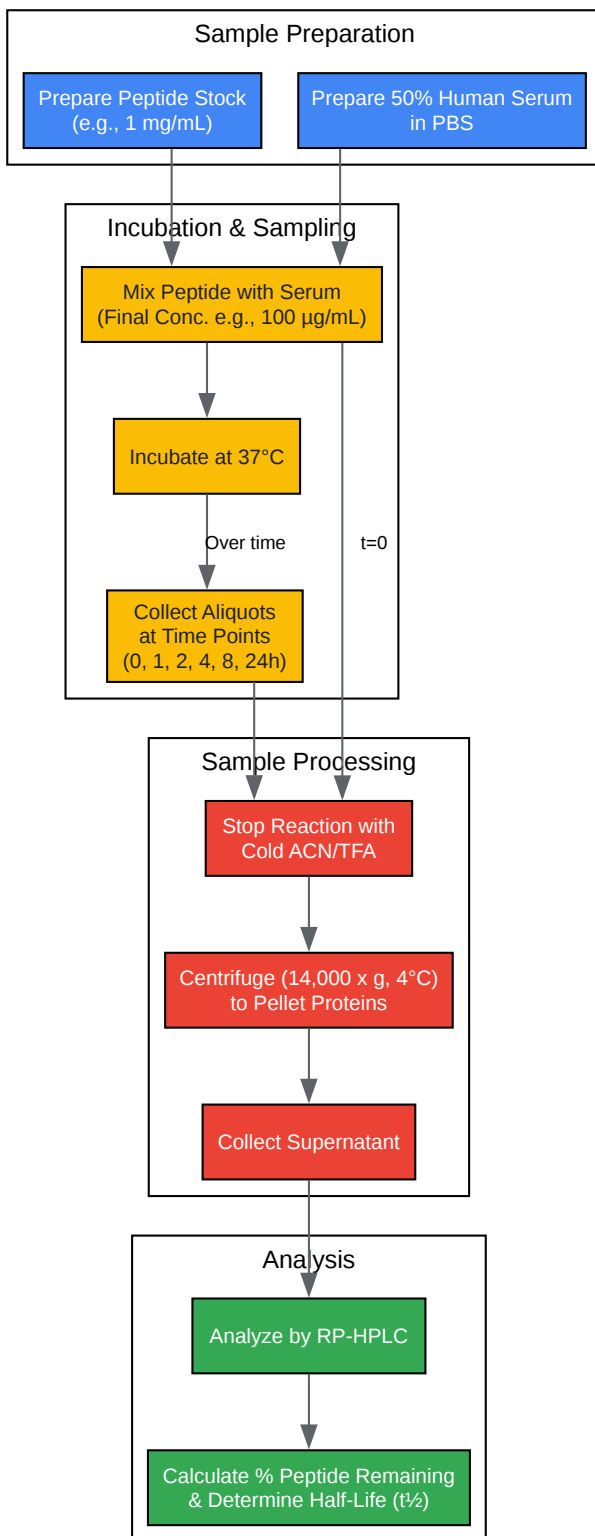 Sample Preparation
Prepare Peptide Stock
(e.g., 1 mg/mL)
Prepare 50% Human Serum
in PBS
Incubation & Sampling
Mix Peptide with Serum
(Final Conc. e.g., 100 µg/mL)
Incubate at 37°C
Over time
t=0
Collect Aliquots
at Time Points
(0, 1, 2, 4, 8, 24h)
Sample Processing
Stop Reaction with
Cold ACN/TFA
Centrifuge (14,000 x g, 4°C)
to Pellet Proteins
Collect Supernatant
Analysis
Analyze by RP-HPLC
Calculate % Peptide Remaining
& Determine Half-Life (t½)